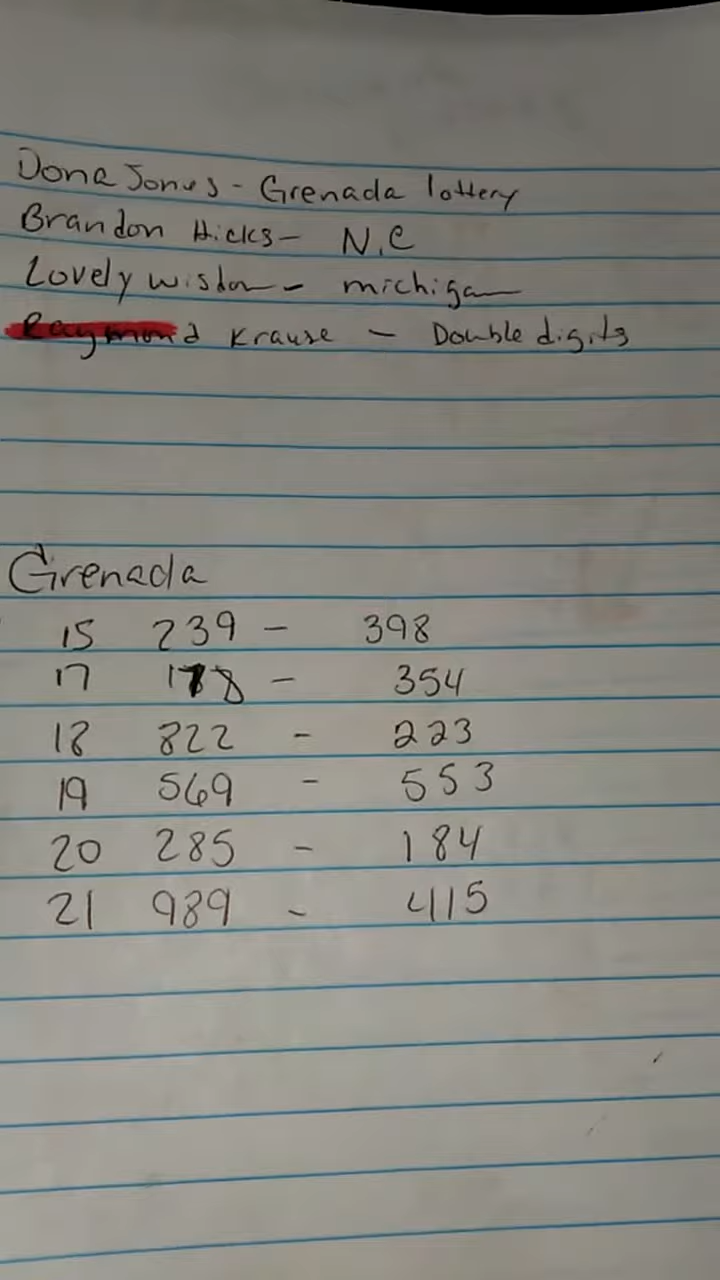 Dona Jones - Grenada lottery
Brandon Hicks - N.C
Lovely wisdom - michigan
Raymond Krause - Double digits
Grenada
15 239 - 398
17 178 - 354
18 822 - 223
19 569 - 553
20 285 - 184
21 989 - 415